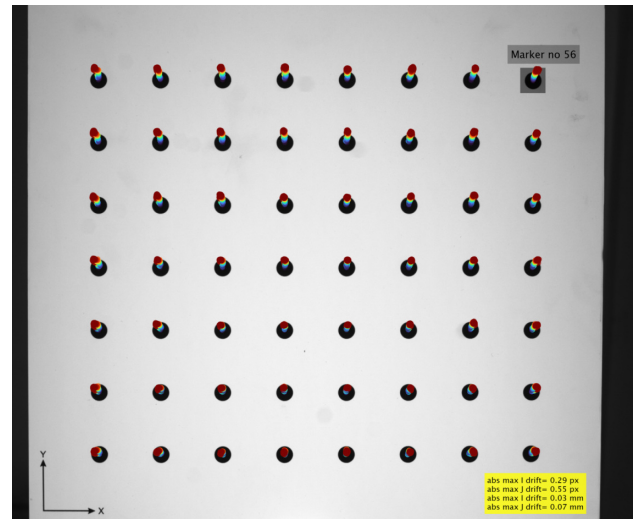 Marker no 56
Y
X
abs max I drift= 0.29 px
abs max J drift= 0.55 px
abs max I drift= 0.03 mm
abs max J drift= 0.07 mm